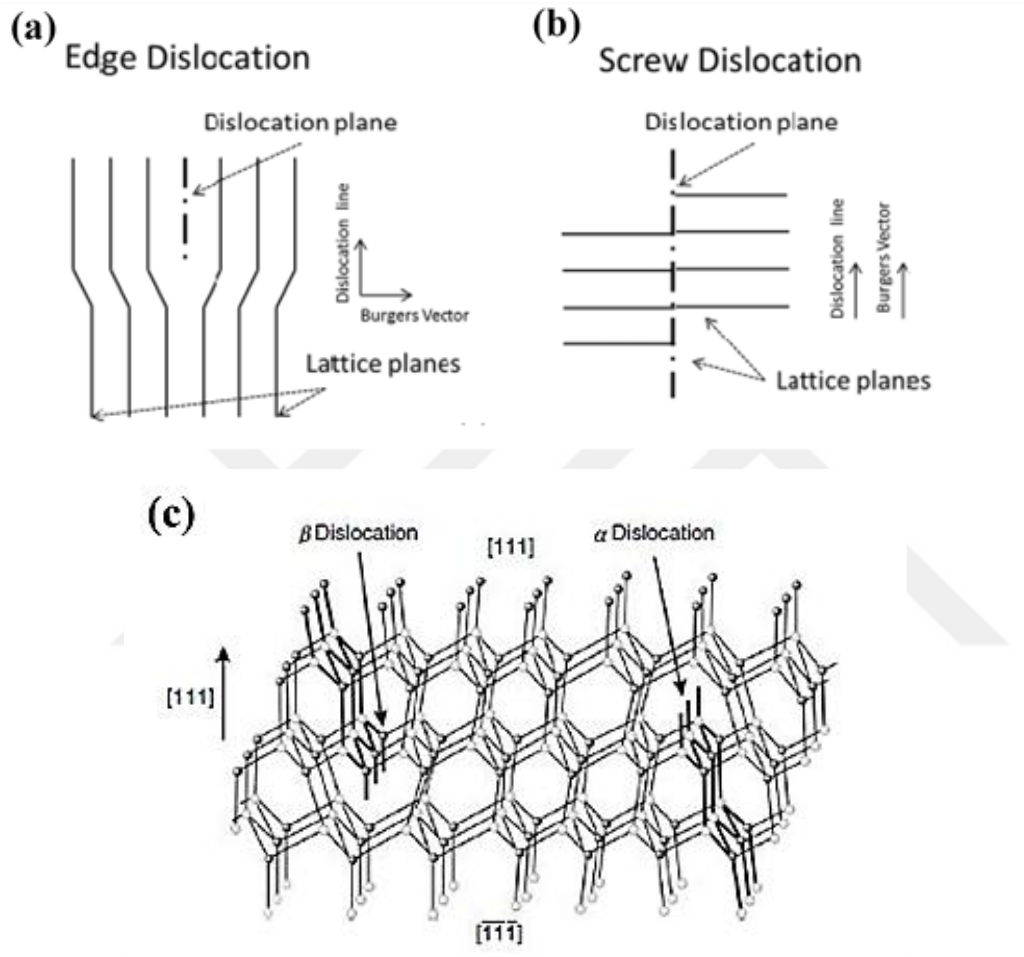 (a)
Edge Dislocation
Dislocation plane
Dislocation line
Burgers Vector
Lattice planes
(b)
Screw Dislocation
Dislocation plane
Dislocation line
Burgers Vector
Lattice planes
(c)
β Dislocation
[111]
α Dislocation
[111]
[1̅1̅1̅]